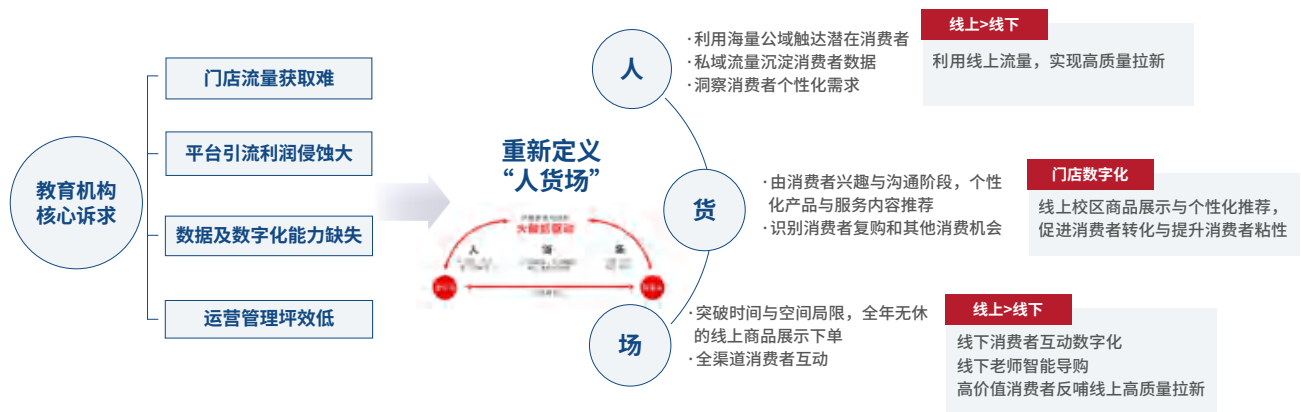 教育机构
核心诉求
门店流量获取难
平台引流利润侵蚀大
数据及数字化能力缺失
运营管理坪效低
重新定义
“人货场”
大数据驱动
人
·利用海量公域触达潜在消费者
·私域流量沉淀消费者数据
·洞察消费者个性化需求
线上>线下
利用线上流量，实现高质量拉新
货
·由消费者兴趣与沟通阶段，个性
化产品与服务内容推荐
·识别消费者复购和其他消费机会
门店数字化
线上校区商品展示与个性化推荐，
促进消费者转化与提升消费者粘性
场
·突破时间与空间局限，全年无休
的线上商品展示下单
·全渠道消费者互动
线上>线下
线下消费者互动数字化
线下老师智能导购
高价值消费者反哺线上高质量拉新